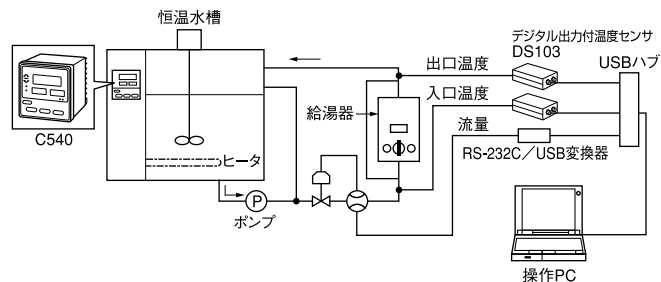 恒温水槽
C540
ヒータ
P
ポンプ
給湯器
出口温度
入口温度
流量
デジタル出力付温度センサ
DS103
USBハブ
RS-232C／USB変換器
操作PC